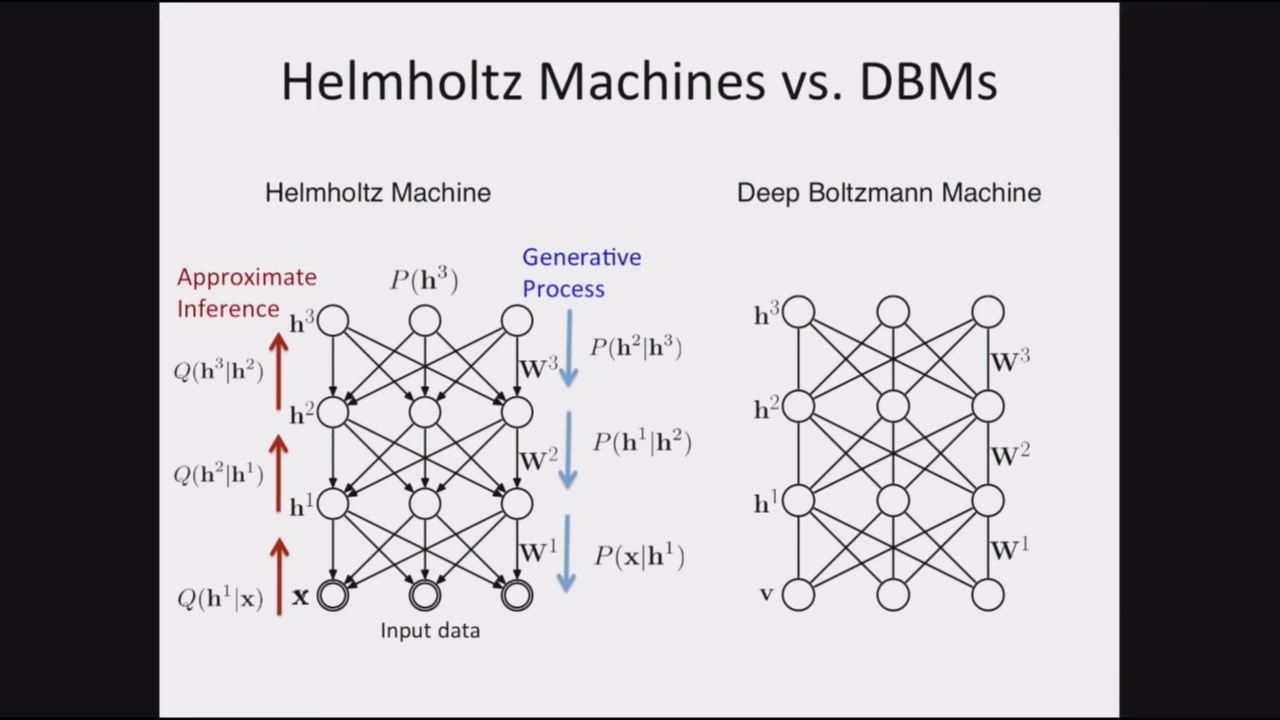 Helmholtz Machines vs. DBMs
Helmholtz Machine
Approximate
Inference
P(h³)
Generative
Process
h³
Q(h³|h²)
W³
P(h²|h³)
h²
Q(h²|h¹)
W²
P(h¹|h²)
h¹
Q(h¹|x)
W¹
P(x|h¹)
x
Input data
Deep Boltzmann Machine
h³
W³
h²
W²
h¹
W¹
v